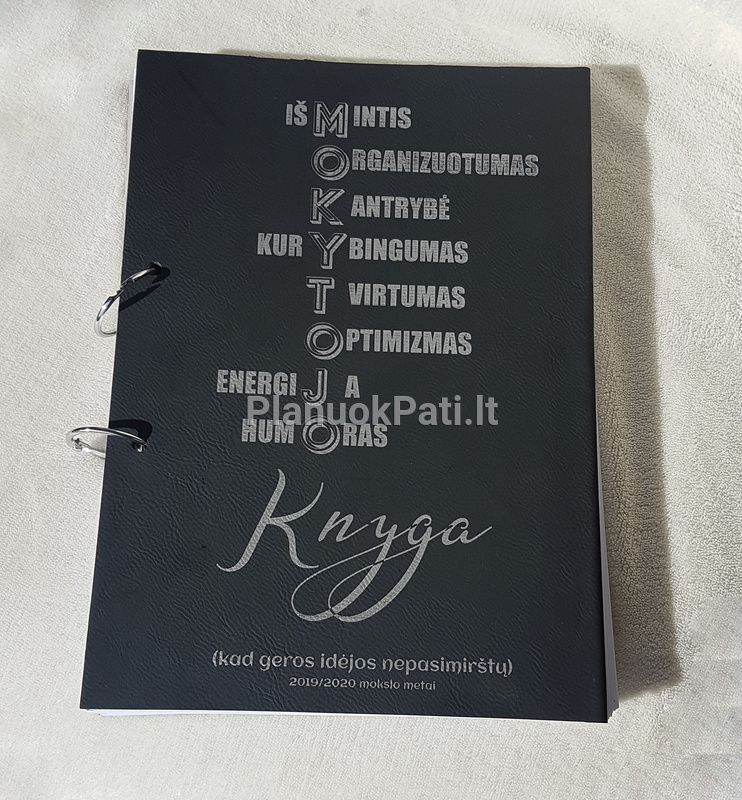 IŠMINTIS
ORGANIZUOTUMAS
KANTRYBĖ
KURYBINGUMAS
TVIRTUMAS
OPTIMIZMAS
ENERGIJA
PlanuokPati.lt
HUMORAS
Knyga
(kad geros idėjos nepasimirštų)
2019/2020 mokslo metai